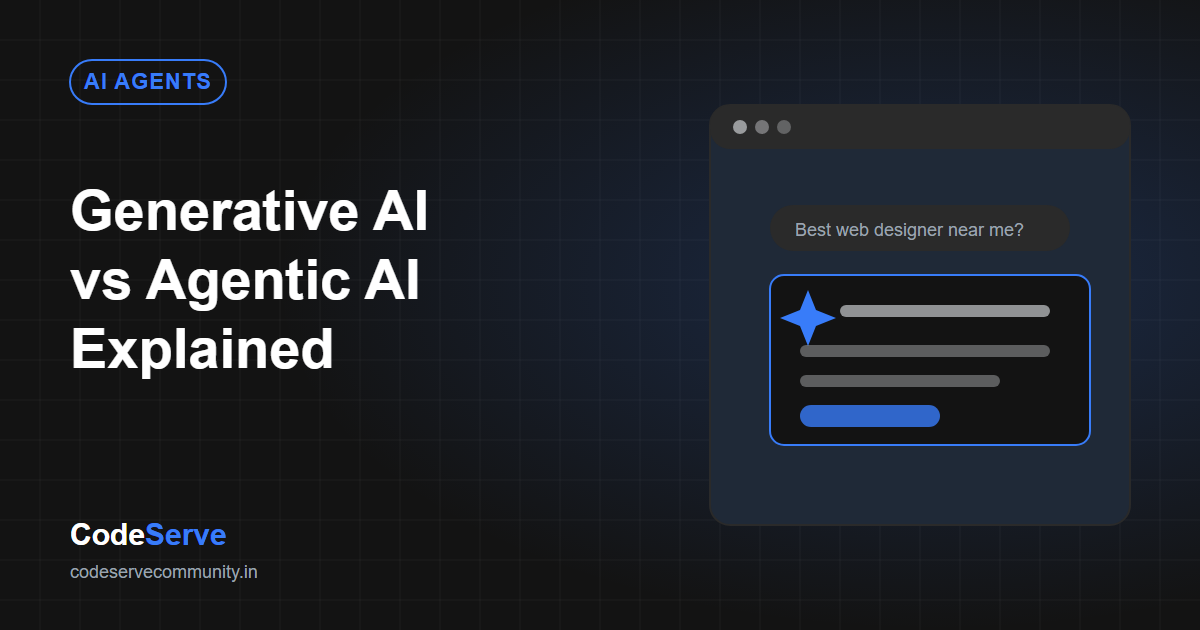 AI AGENTS
Generative AI
vs Agentic AI
Explained
Best web designer near me?
CodeServe
codeservecommunity.in